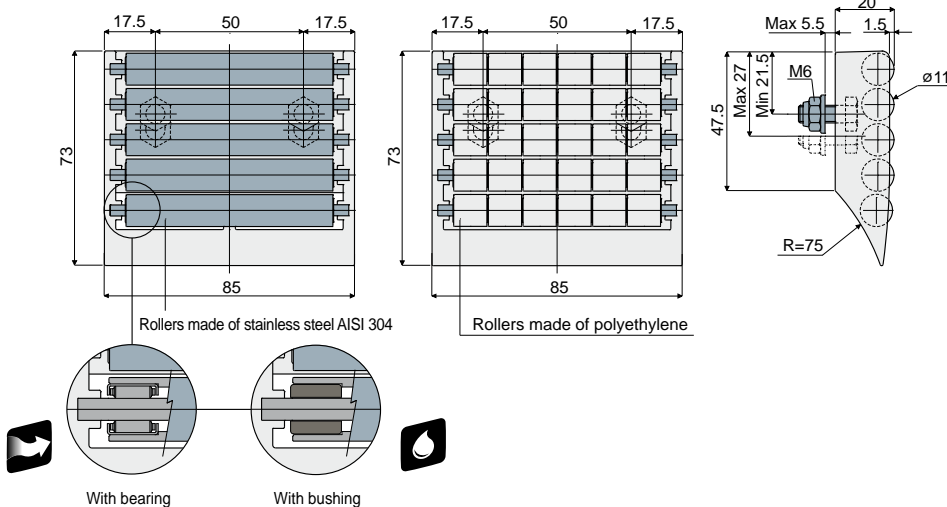 17.5 50 17.5
73
85
Rollers made of stainless steel AISI 304
With bearing
With bushing
17.5 50 17.5
73
85
Rollers made of polyethylene
20
Max 5.5 1.5
M6
ø11
47.5
Max 27
Min 21.5
R=75